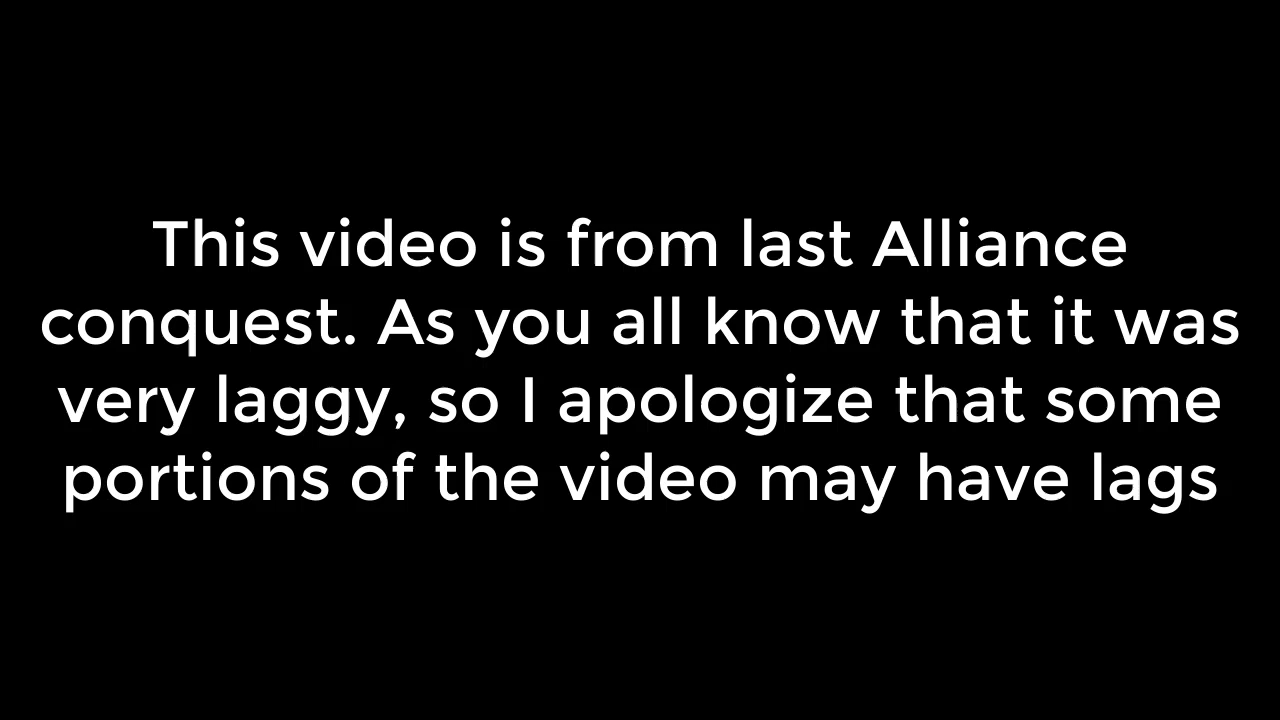 This video is from last Alliance
conquest. As you all know that it was
very laggy, so I apologize that some
portions of the video may have lags